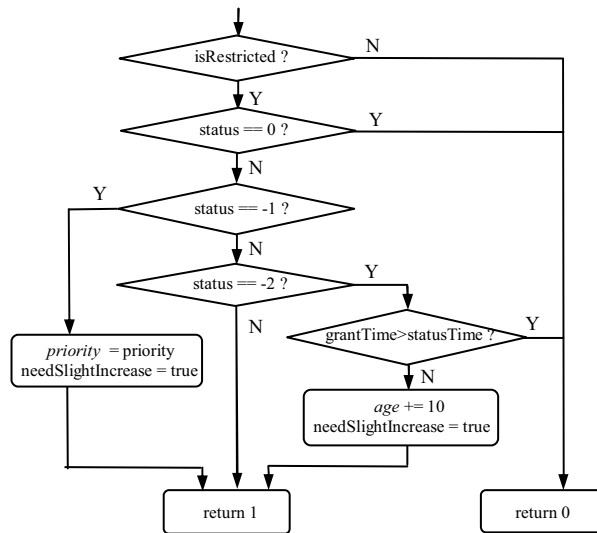 isRestricted ?
N
Y
status == 0 ?
Y
N
Y
status == -1 ?
N
status == -2 ?
Y
N
grantTime>statusTime ?
Y
priority = priority
needSlightIncrease = true
N
age += 10
needSlightIncrease = true
return 1
return 0